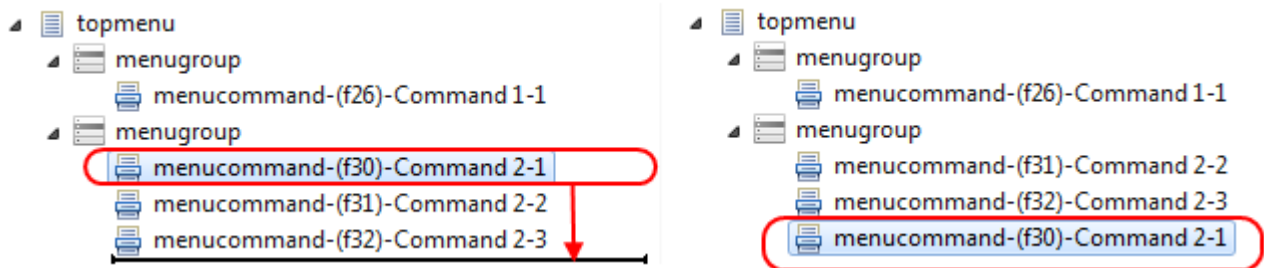 topmenu
menugroup
menucommand-(f26)-Command 1-1
menugroup
menucommand-(f30)-Command 2-1
menucommand-(f31)-Command 2-2
menucommand-(f32)-Command 2-3
topmenu
menugroup
menucommand-(f26)-Command 1-1
menugroup
menucommand-(f31)-Command 2-2
menucommand-(f32)-Command 2-3
menucommand-(f30)-Command 2-1